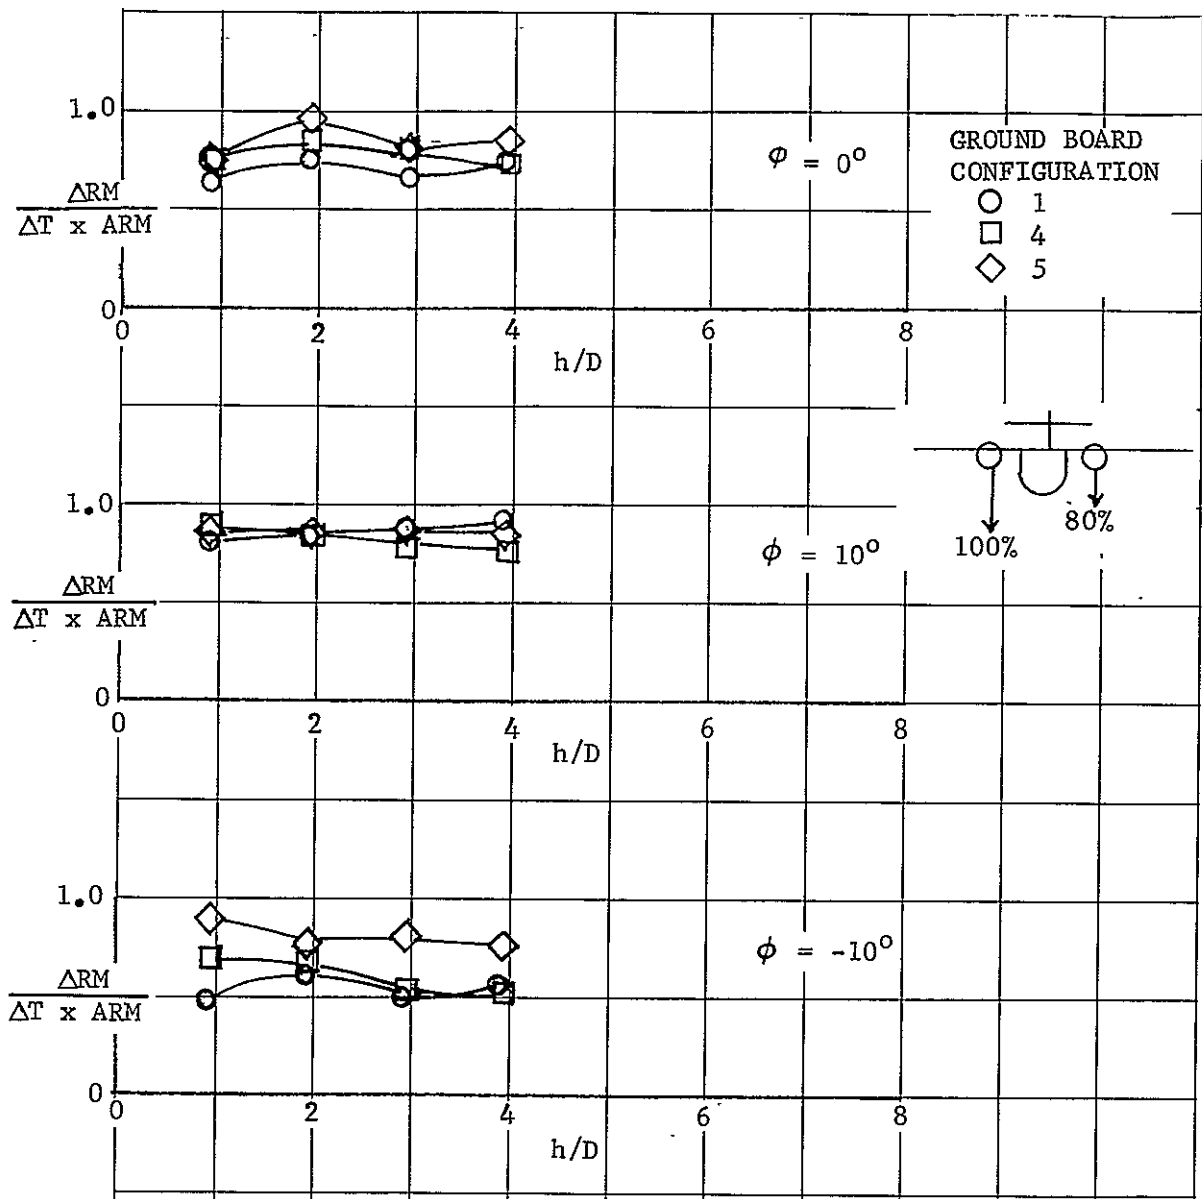 1.0
ΔRM
ΔT x ARM
0
0 2 4 6 8
h/D
φ = 0°
GROUND BOARD
CONFIGURATION
1
4
5
1.0
ΔRM
ΔT x ARM
0
0 2 4 6 8
h/D
φ = 10°
100%
80%
1.0
ΔRM
ΔT x ARM
0
0 2 4 6 8
h/D
φ = -10°